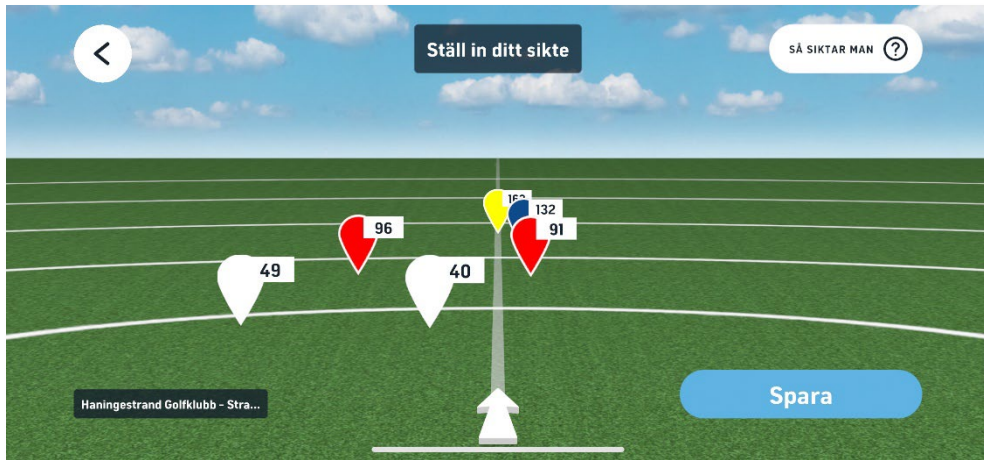 Ställ in ditt sikte
SÅ SIKTAR MAN ?
132
96
91
49
40
Haningestrand Golfklubb - Stra...
Spara